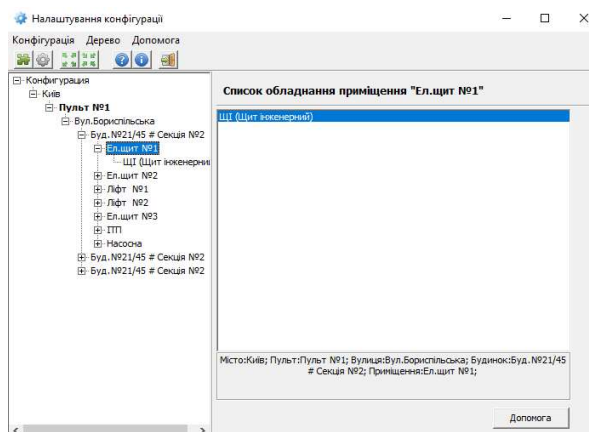 Налаштування конфігурації
Конфігурація Дерево Допомога
Конфигурация
Київ
Пульт №1
Вул.Бориспільська
Буд.№21/45 # Секція №2
Ел.щит №1
ЩІ (Щит інженерни
Ел.щит №2
Ліфт №1
Ліфт №2
Ел.щит №3
ІТП
Насосна
Буд.№21/45 # Секція №2
Буд.№21/45 # Секція №2
Список обладнання приміщення "Ел.щит №1"
ЩІ (Щит інженерний)
Місто:Київ; Пульт:Пульт №1; Вулиця:Вул.Бориспільська; Будинок:Буд.№21/45
# Секція №2; Приміщення:Ел.щит №1;
Допомога